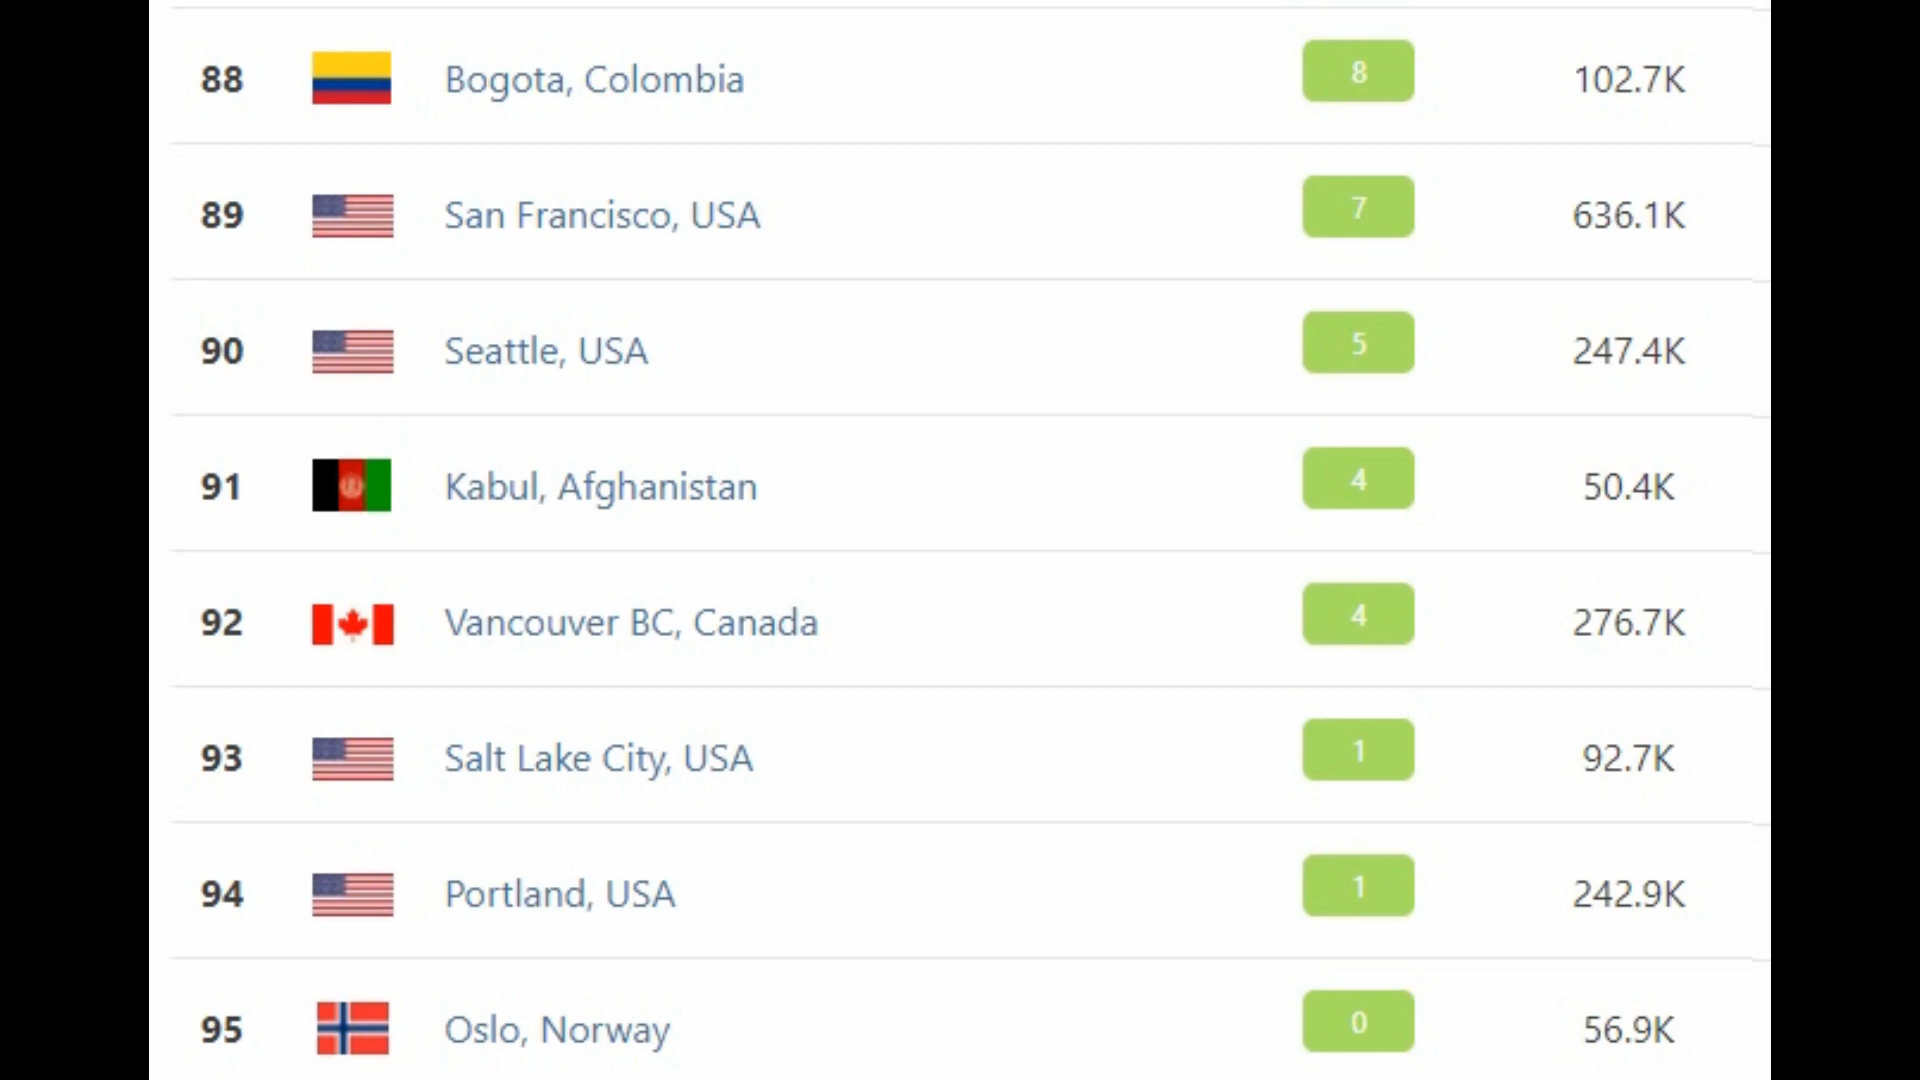 88 Bogota, Colombia 8 102.7K
89 San Francisco, USA 7 636.1K
90 Seattle, USA 5 247.4K
91 Kabul, Afghanistan 4 50.4K
92 Vancouver BC, Canada 4 276.7K
93 Salt Lake City, USA 1 92.7K
94 Portland, USA 1 242.9K
95 Oslo, Norway 0 56.9K